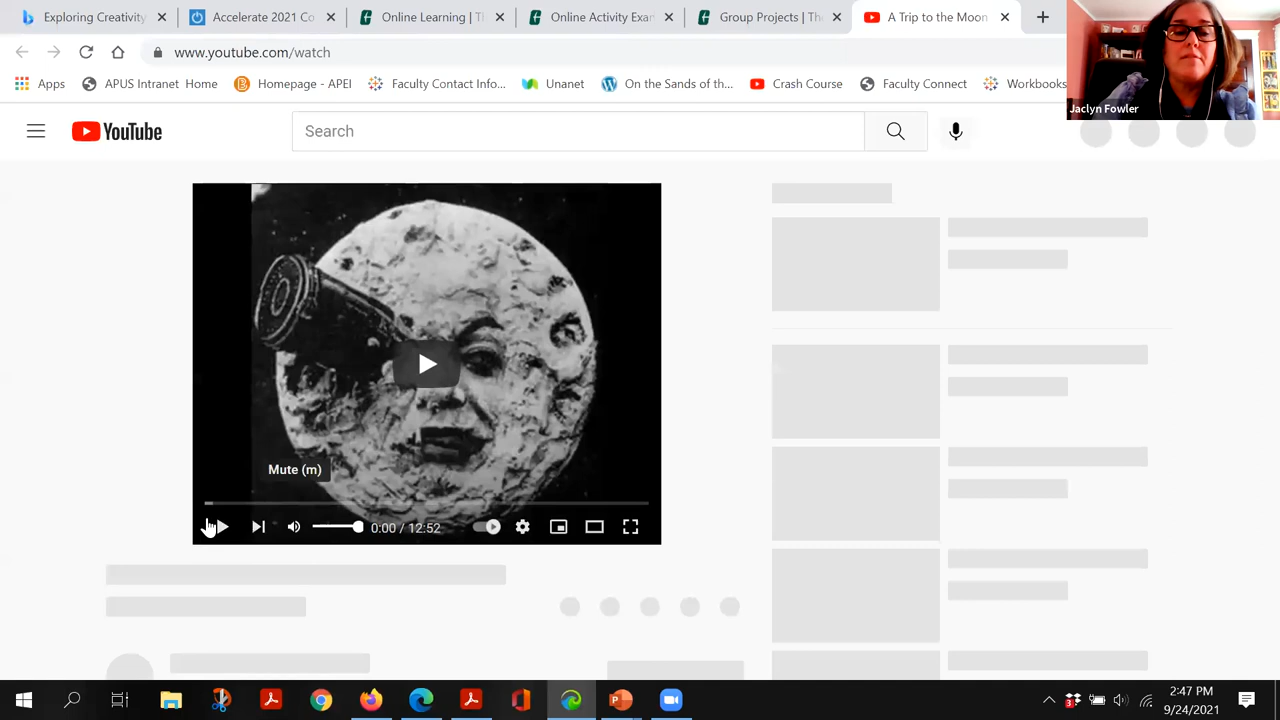 Exploring Creativity
Accelerate 2021 Co
Online Learning | T
Online Activity Exa
Group Projects | The
A Trip to the Moon
www.youtube.com/watch
Apps
APUS Intranet Home
Homepage - APEI
Faculty Contact Info...
Unanet
On the Sands of th...
Crash Course
Faculty Connect
Workbooks
Jaclyn Fowler
YouTube
Search
Mute (m)
0:00 / 12:52
2:47 PM
9/24/2021